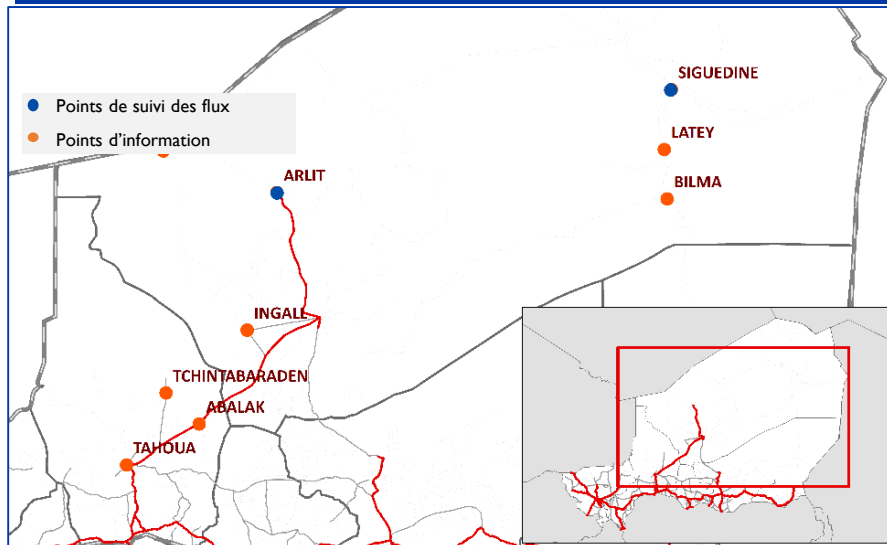 SIGUEDINE
Points de suivi des flux
Points d'information
LATEY
ARLIT
BILMA
INGALL
TCHINTABARADEN
ABALAK
TAHOUA